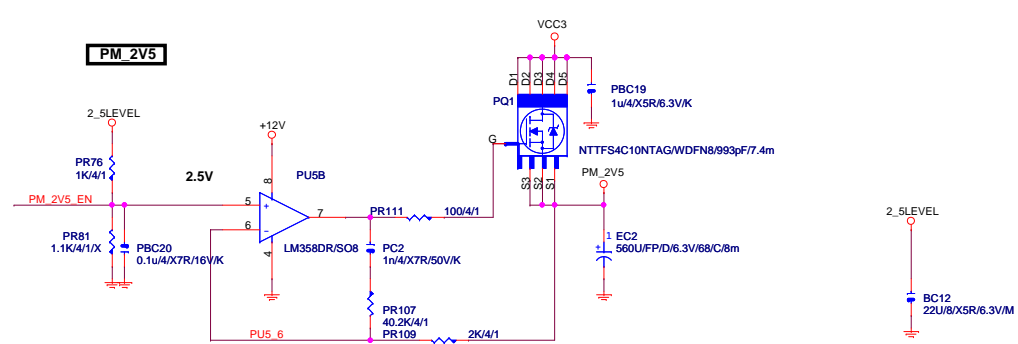 PM_2V5
VCC3
D1
D2
D3
D4
D5
PQ1
PBC19
1u/4/X5R/6.3V/K
G
NTTFS4C10NTAG/WDFN8/993pF/7.4m
S3
S2
S1
PM_2V5
2_5LEVEL
PR76
1K/4/1
2.5V
+12V
8
PU5B
PM_2V5_EN
5
+
6
-
7
4
LM358DR/SO8
PR111
100/4/1
PR81
1.1K/4/1/X
PBC20
0.1u/4/X7R/16V/K
PC2
1n/4/X7R/50V/K
1
+
EC2
560U/FP/D/6.3V/68/C/8m
PR107
40.2K/4/1
PU5_6
PR109
2K/4/1
2_5LEVEL
BC12
22U/8/X5R/6.3V/M